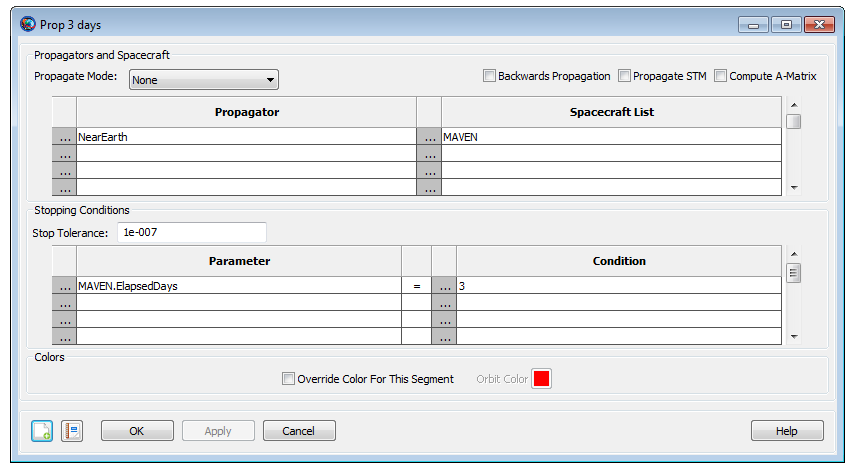 Prop 3 days
Propagators and Spacecraft
Propagate Mode: None Backwards Propagation Propagate STM Compute A-Matrix
Propagator Spacecraft List
... NearEarth ... MAVEN
... ...
... ...
... ...
Stopping Conditions
Stop Tolerance: 1e-007
Parameter Condition
... MAVEN.ElapsedDays = ... 3
... ...
... ...
... ...
Colors
Override Color For This Segment Orbit Color
OK Apply Cancel Help